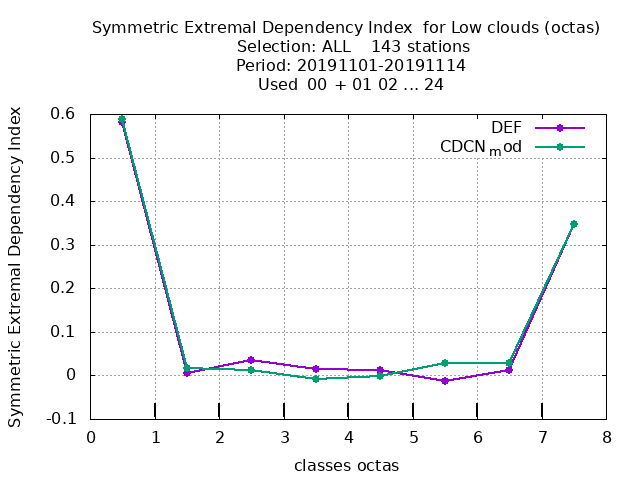 Symmetric Extremal Dependency Index  for Low clouds (octas)
Selection: ALL    143 stations
Period: 20191101-20191114
Used  00  + 01 02 ... 24
DEF
CDCN_mod
Symmetric Extremal Dependency Index
0.6
0.5
0.4
0.3
0.2
0.1
0
-0.1
0 1 2 3 4 5 6 7 8
classes octas